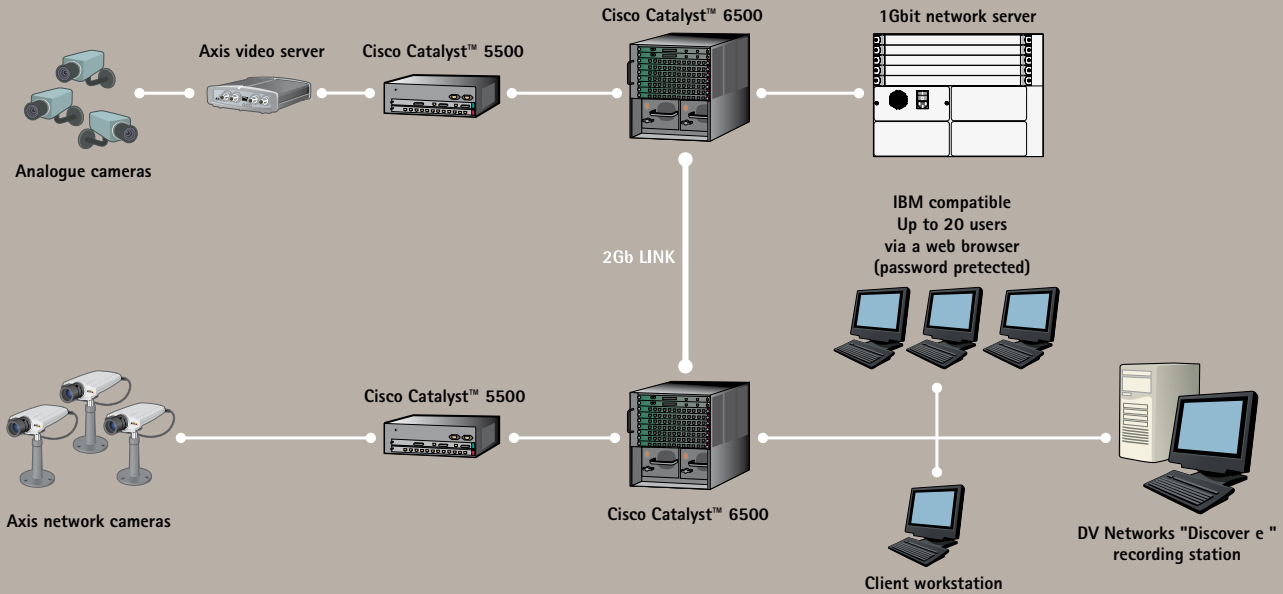 Cisco Catalyst™ 6500
1Gbit network server
Axis video server
Cisco Catalyst™ 5500
Analogue cameras
IBM compatible
Up to 20 users
via a web browser
(password pretected)
2Gb LINK
Cisco Catalyst™ 5500
Axis network cameras
Cisco Catalyst™ 6500
DV Networks "Discover e "
recording station
Client workstation